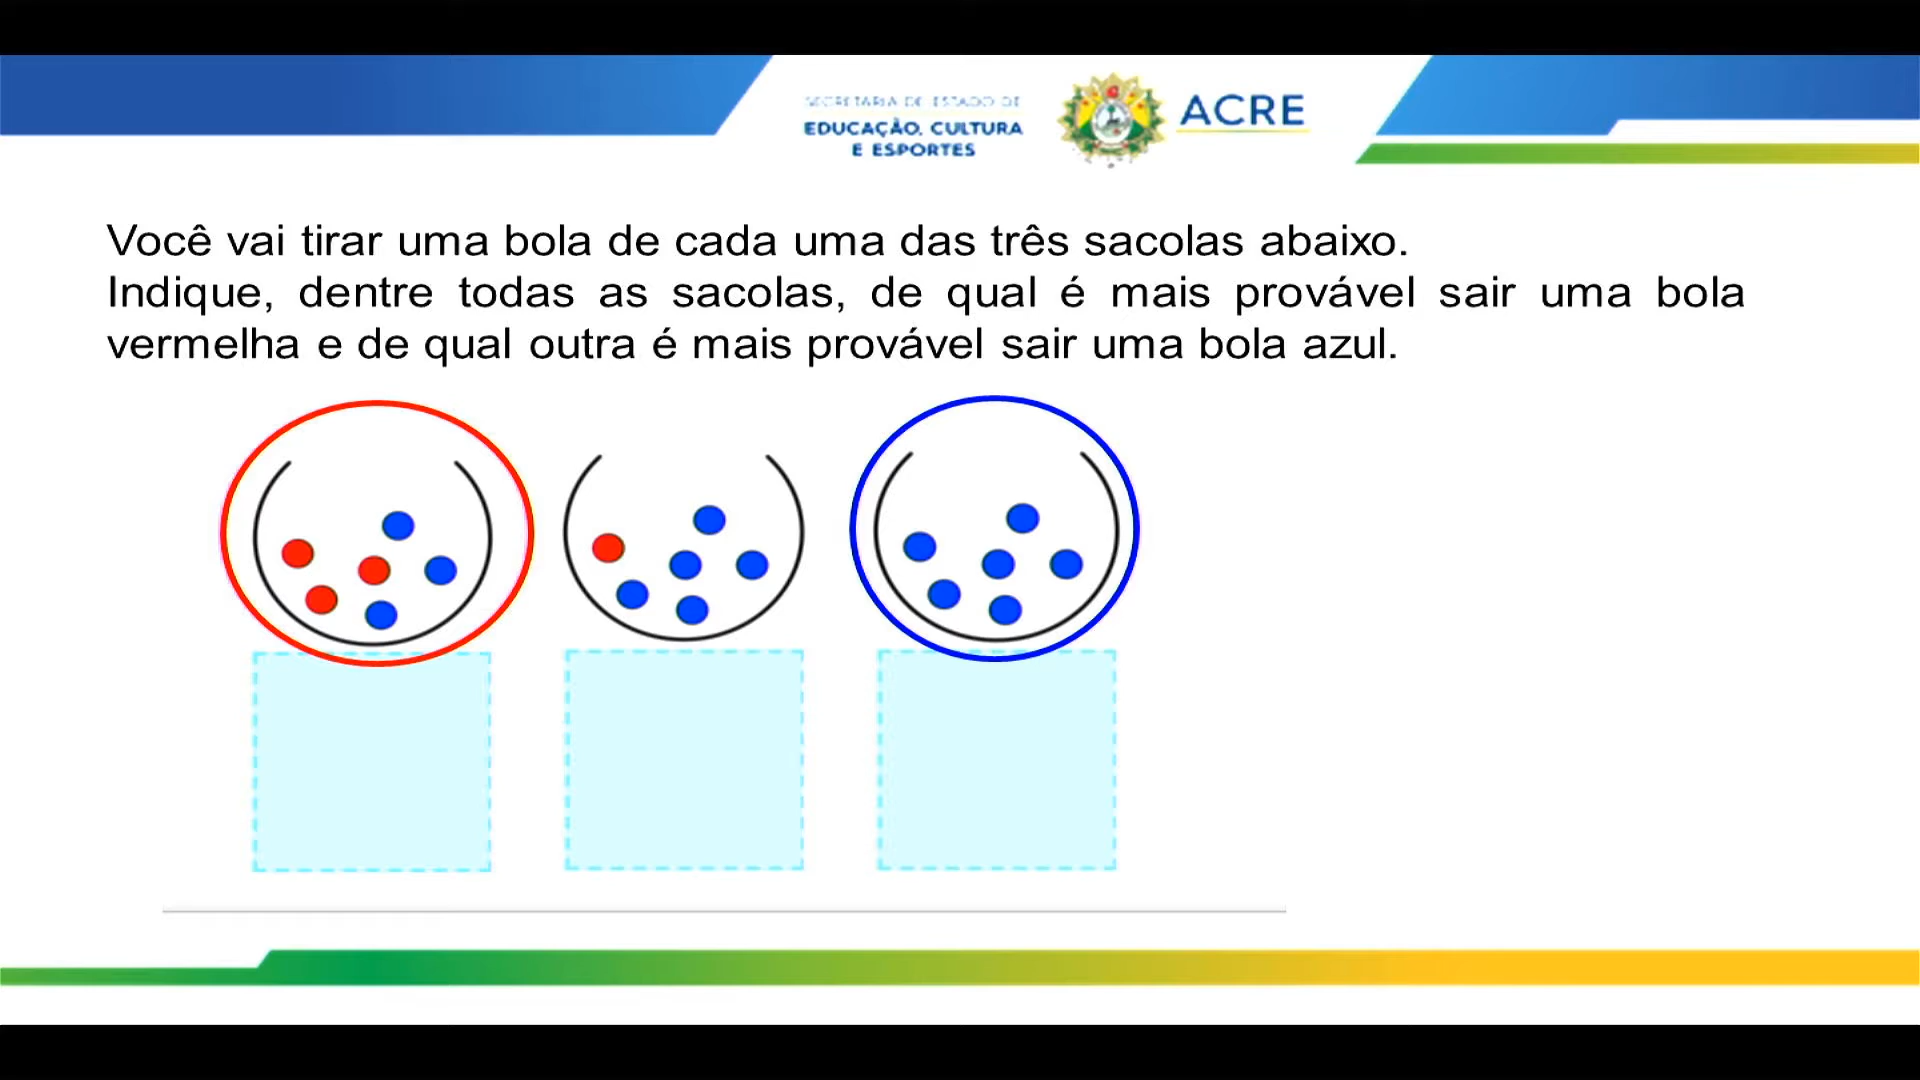 SECRETARIA DE ESTADO DE
EDUCAÇÃO, CULTURA
E ESPORTES
ACRE
Você vai tirar uma bola de cada uma das três sacolas abaixo.
Indique, dentre todas as sacolas, de qual é mais provável sair uma bola
vermelha e de qual outra é mais provável sair uma bola azul.